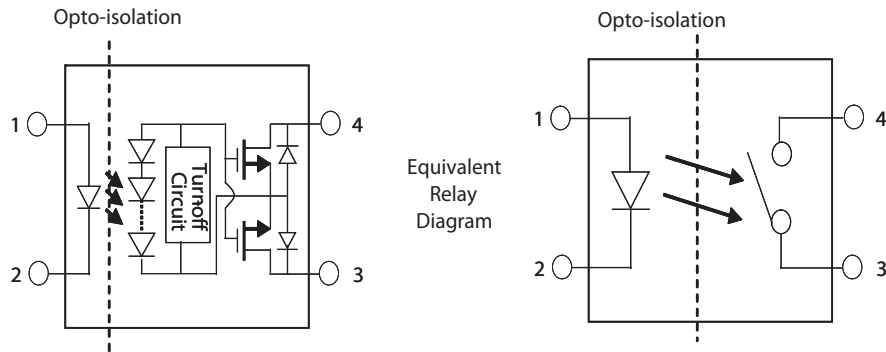 Opto-isolation
1
4
Turnoff
Circuit
2
3
Equivalent
Relay
Diagram
Opto-isolation
1
4
2
3